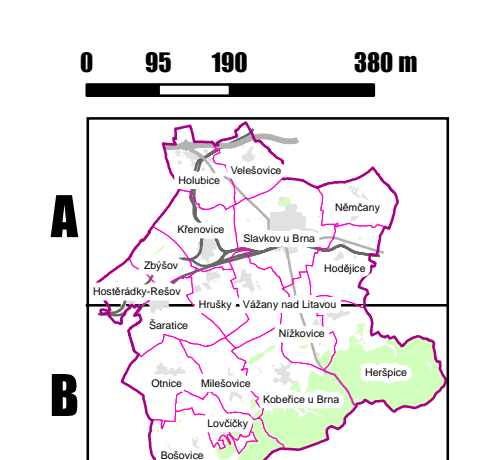 0 95 190 380 m
A
Velešovice
Holubice
Němčany
Křenovice
Slavkov u Brna
Zbýšov
Hodějice
Hostěrádky-Rešov
Hrušky
Vážany nad Litavou
Šaratice
Nížkovice
B
Heršpice
Otnice
Milešovice
Kobeřice u Brna
Lovčičky
Bošovice